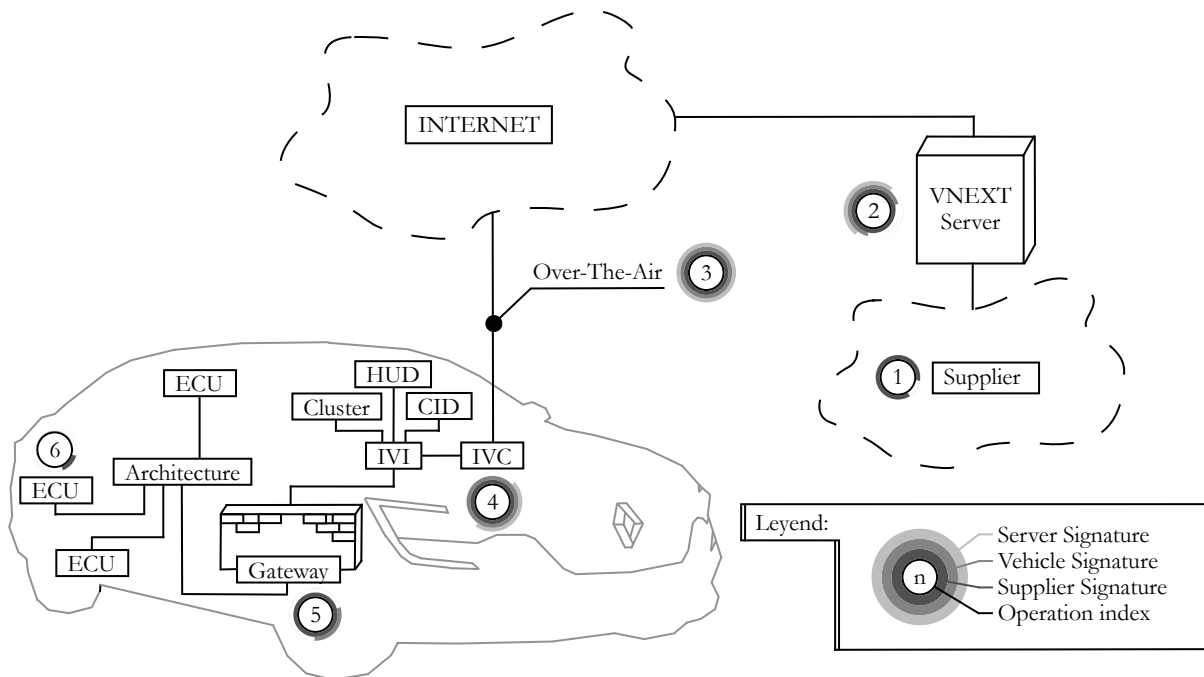 INTERNET
VNEXT
Server
2
Over-The-Air
3
1
Supplier
HUD
ECU
Cluster
CID
6
IVI
IVC
Architecture
ECU
4
Leyend:
Server Signature
Vehicle Signature
Supplier Signature
Operation index
n
ECU
Gateway
5